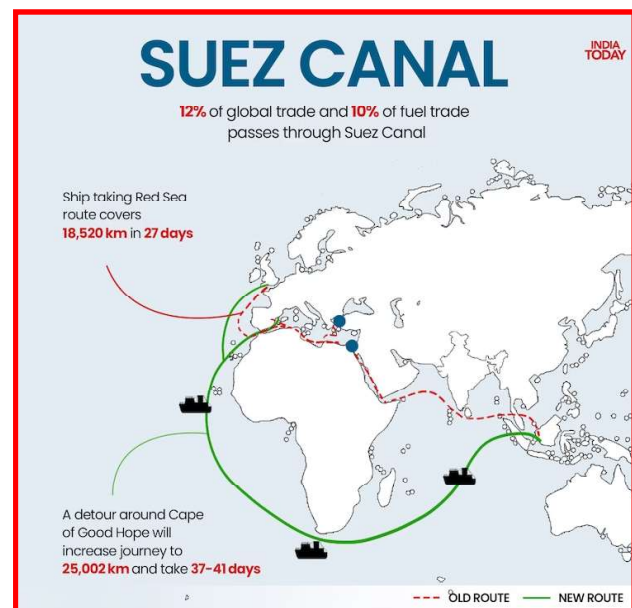 SUEZ CANAL
INDIA
TODAY
12% of global trade and 10% of fuel trade
passes through Suez Canal
Ship taking Red Sea
route covers
18,520 km in 27 days
A detour around Cape
of Good Hope will
increase journey to
25,002 km and take 37-41 days
OLD ROUTE
NEW ROUTE